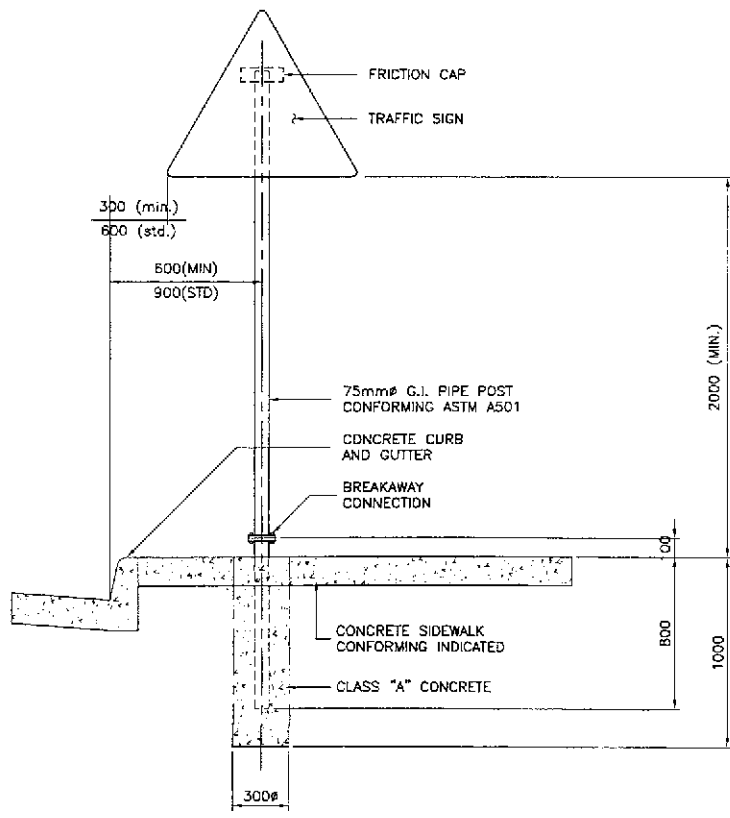 FRICTION CAP
TRAFFIC SIGN
300 (min.)
600 (std.)
600(MIN)
900(STD)
2000 (MIN.)
75mmø G.I. PIPE POST
CONFORMING ASTM A501
CONCRETE CURB
AND GUTTER
BREAKAWAY
CONNECTION
800
1000
CONCRETE SIDEWALK
CONFORMING INDICATED
CLASS "A" CONCRETE
300ø